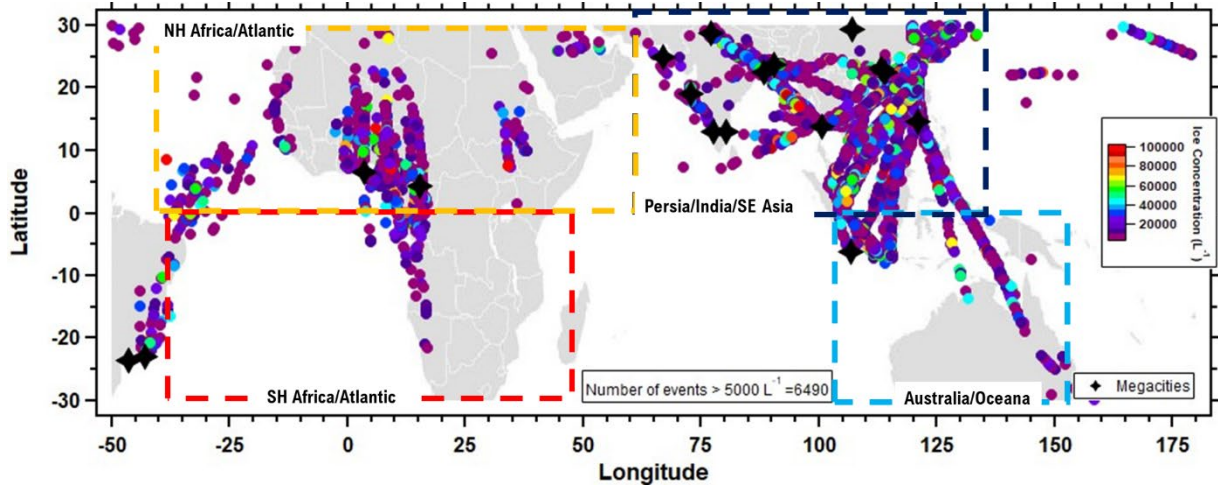 NH Africa/Atlantic
Persia/India/SE Asia
SH Africa/Atlantic
Australia/Oceana
Number of events > 5000 L⁻¹ =6490
Megacities
Ice Concentration (L⁻¹)
100000
80000
60000
40000
20000
Latitude
30
20
10
0
-10
-20
-30
-50
-25
0
25
50
75
100
125
150
175
Longitude